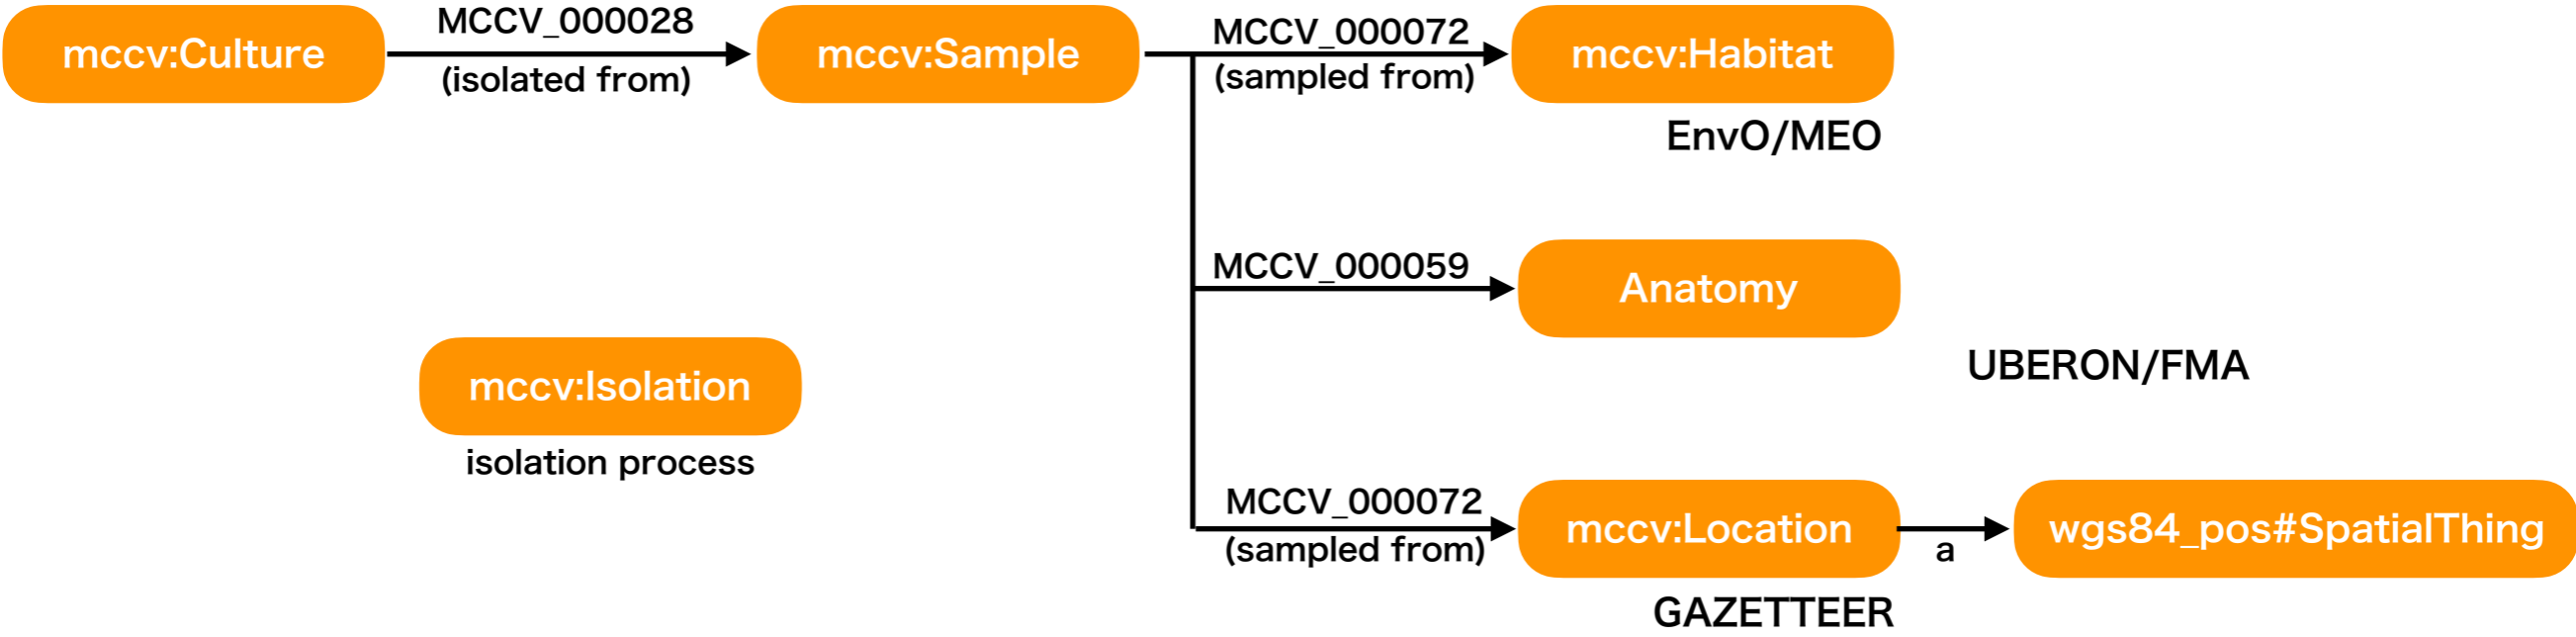 mccv:Culture
MCCV_000028
(isolated from)
mccv:Sample
MCCV_000072
(sampled from)
mccv:Habitat
EnvO/MEO
MCCV_000059
Anatomy
UBERON/FMA
mccv:Isolation
isolation process
MCCV_000072
(sampled from)
mccv:Location
a
wgs84_pos#SpatialThing
GAZETTEER